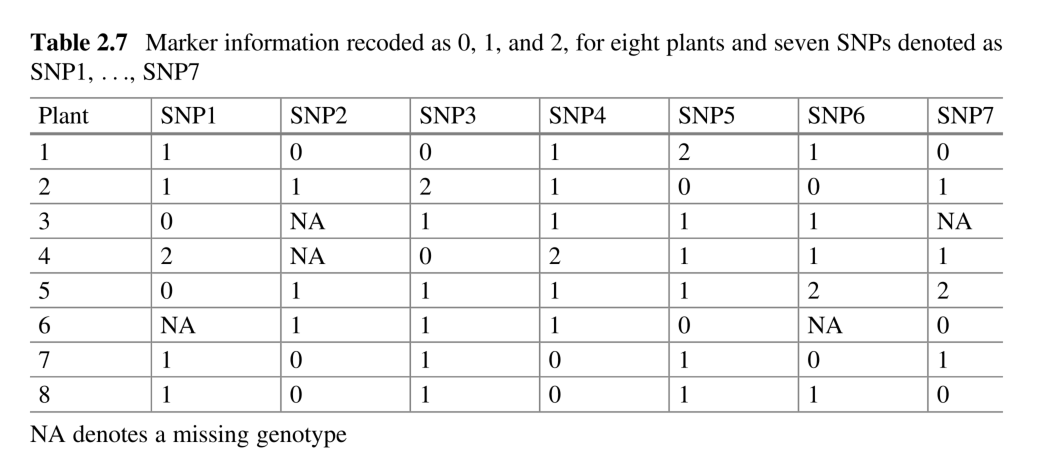 Table 2.7 Marker information recoded as 0, 1, and 2, for eight plants and seven SNPs denoted as
SNP1, . . ., SNP7
Plant SNP1 SNP2 SNP3 SNP4 SNP5 SNP6 SNP7
1 1 0 0 1 2 1 0
2 1 1 2 1 0 0 1
3 0 NA 1 1 1 1 NA
4 2 NA 0 2 1 1 1
5 0 1 1 1 1 2 2
6 NA 1 1 1 0 NA 0
7 1 0 1 0 1 0 1
8 1 0 1 0 1 1 0
NA denotes a missing genotype